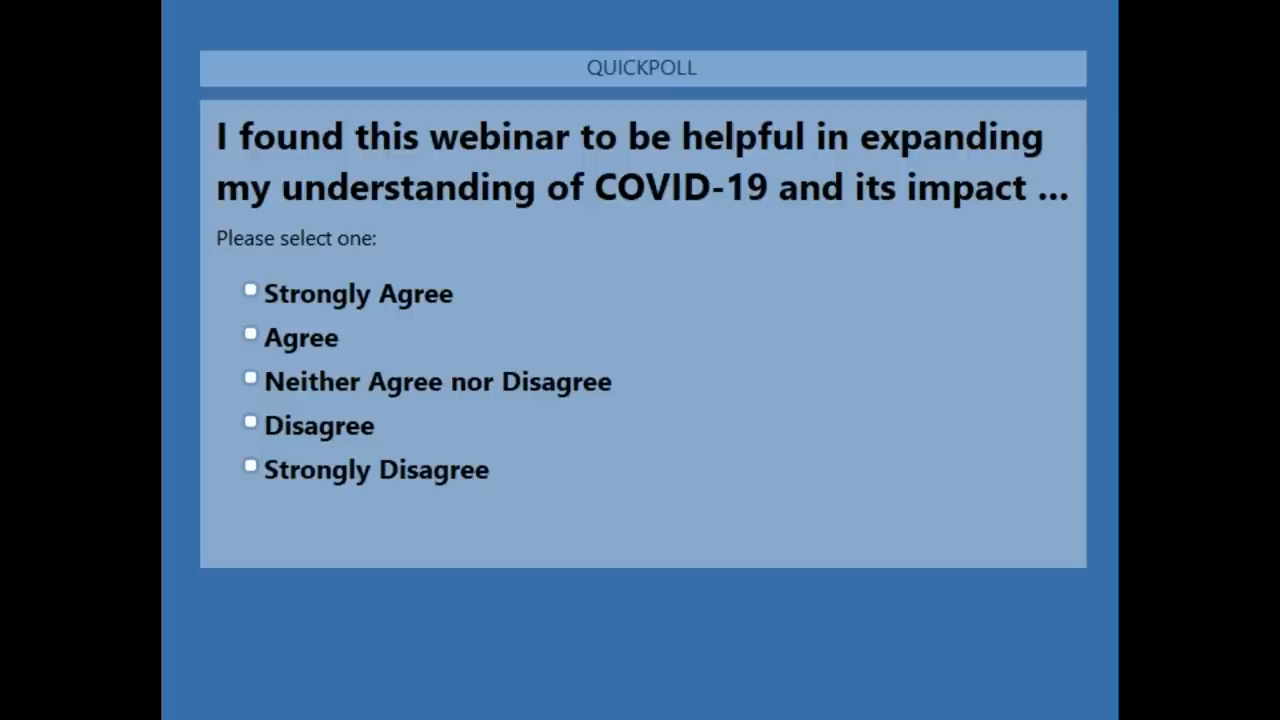 QUICKPOLL
I found this webinar to be helpful in expanding
my understanding of COVID-19 and its impact ...
Please select one:
Strongly Agree
Agree
Neither Agree nor Disagree
Disagree
Strongly Disagree